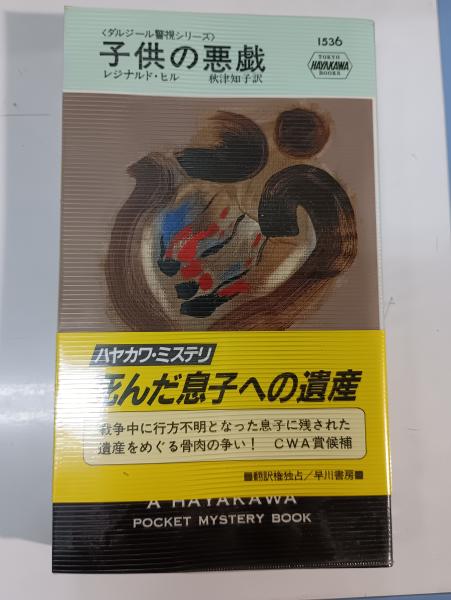 〈ダルジール警視シリーズ〉
子供の悪戯
レジナルド・ヒル 秋津知子訳
1536
TOKYO
HAYAKAWA
BOOKS
ハヤカワ・ミステリ
死んだ息子への遺産
戦争中に行方不明となった息子に残された
遺産をめぐる骨肉の争い! CWA賞候補
■翻訳権独占/早川書房■
A HAYAKAWA
POCKET MYSTERY BOOK